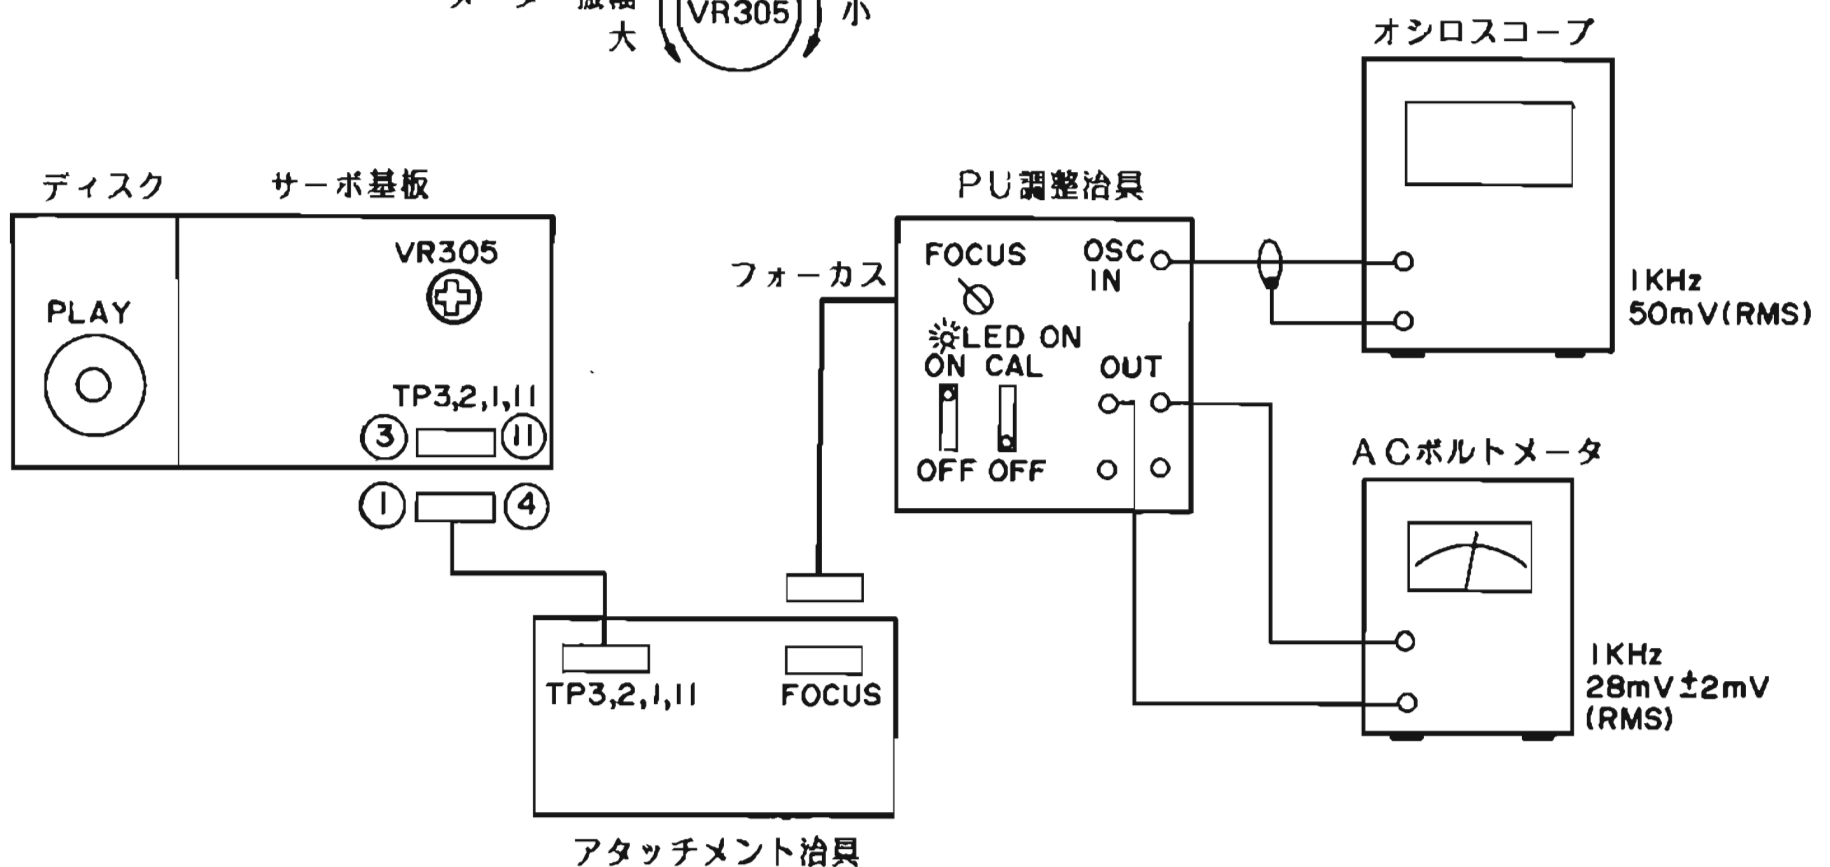 大
VR305
小
オシロスコープ
ディスク
サーボ基板
PU調整治具
VR305
フォーカス
FOCUS
OSC
IN
1KHz
50mV(RMS)
PLAY
LED ON
ON CAL
OUT
TP3,2,1,11
3
11
OFF OFF
ACボルトメータ
1
4
1KHz
28mV±2mV
(RMS)
TP3,2,1,11
FOCUS
アタッチメント治具